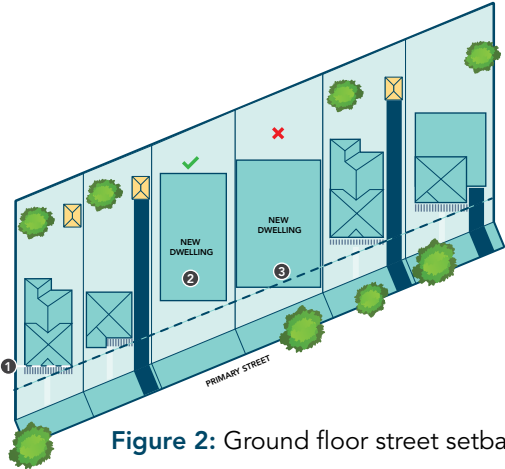 NEW
DWELLING
2
NEW
DWELLING
3
1
PRIMARY STREET
Figure 2: Ground floor street setba